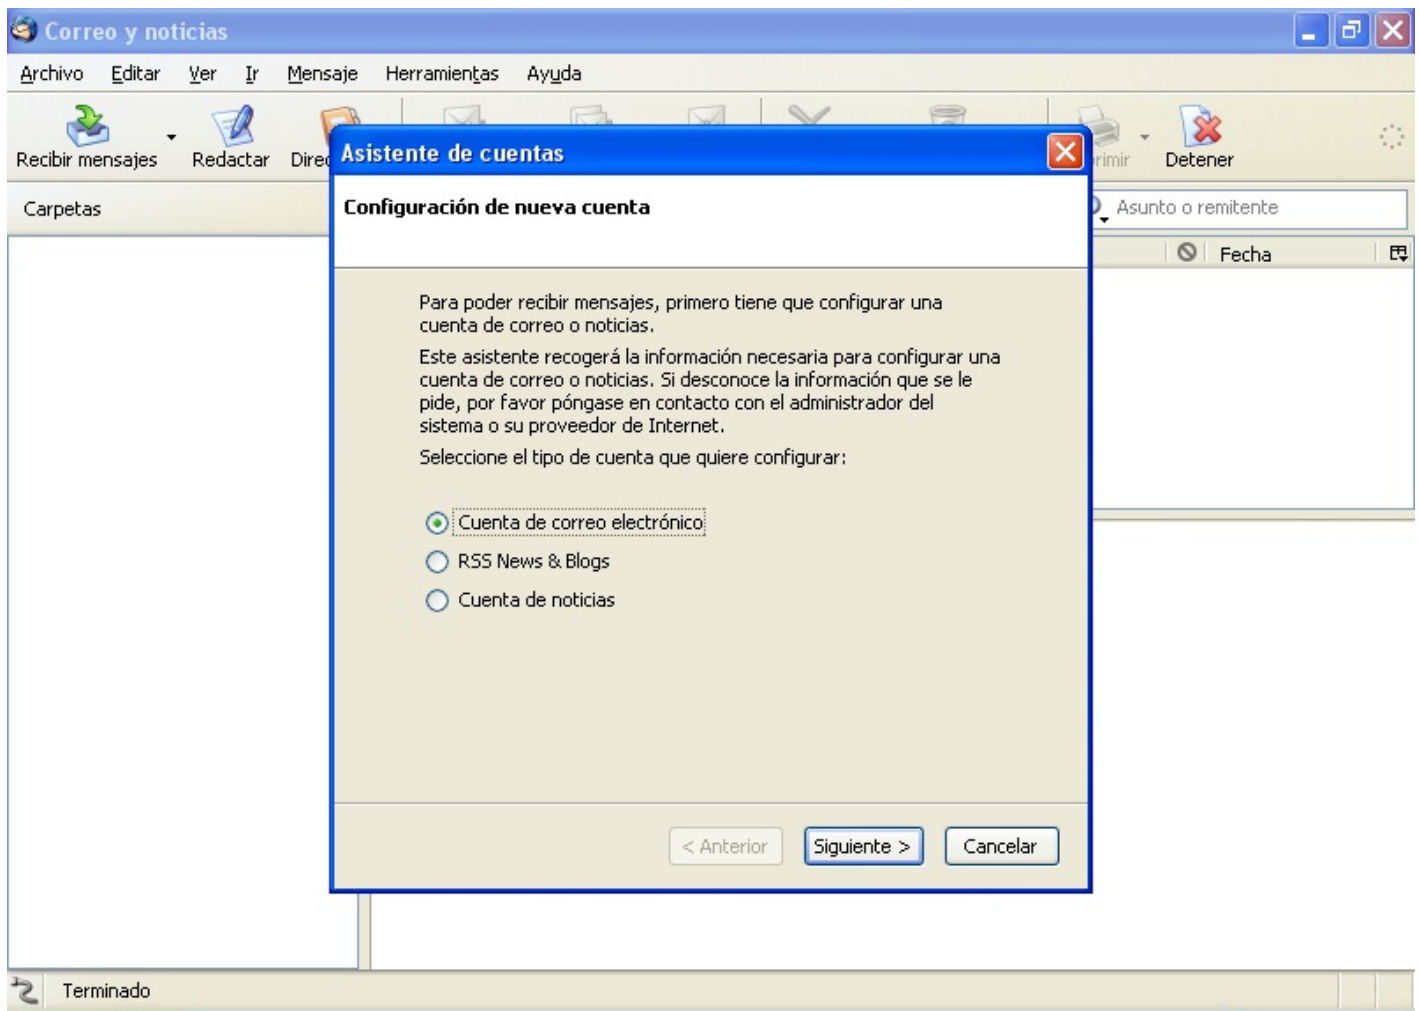 Correo y noticias
Archivo Editar Ver Ir Mensaje Herramientas Ayuda
Recibir mensajes Redactar Detener
Asistente de cuentas
Carpetas
Asunto o remitente
Configuración de nueva cuenta
Fecha
Para poder recibir mensajes, primero tiene que configurar una
cuenta de correo o noticias.
Este asistente recogerá la información necesaria para configurar una
cuenta de correo o noticias. Si desconoce la información que se le
pide, por favor póngase en contacto con el administrador del
sistema o su proveedor de Internet.
Seleccione el tipo de cuenta que quiere configurar:
Cuenta de correo electrónico
RSS News & Blogs
Cuenta de noticias
< Anterior Siguiente > Cancelar
Terminado